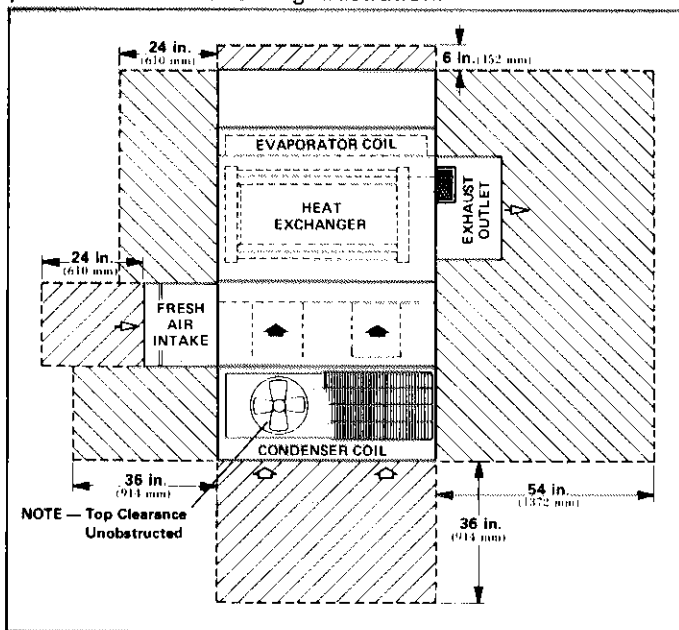 24 in.
(610 mm)
6 in. (152 mm)
EVAPORATOR COIL
HEAT
EXCHANGER
EXHAUST
OUTLET
24 in.
(610 mm)
FRESH
AIR
INTAKE
CONDENSER COIL
36 in.
(914 mm)
54 in.
(1372 mm)
NOTE — Top Clearance
Unobstructed
36 in.
(914 mm)